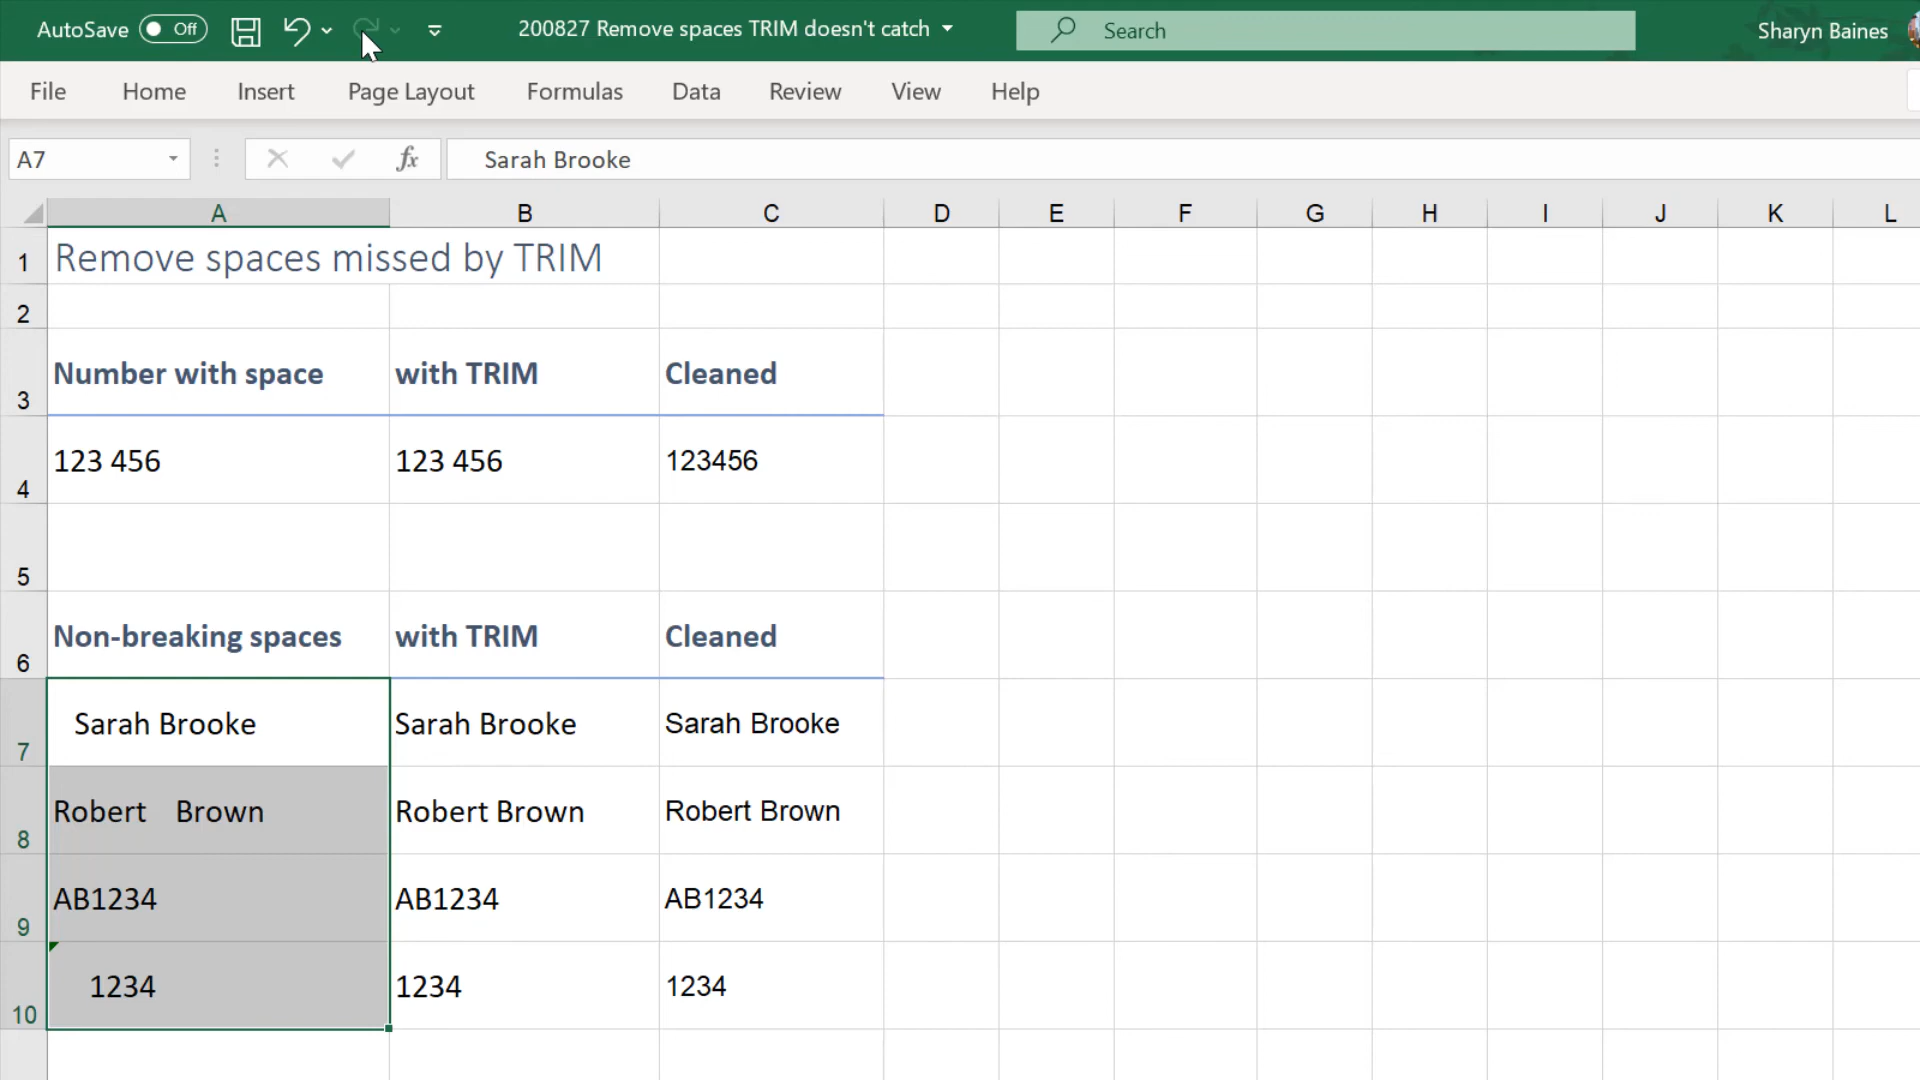 AutoSave Off 200827 Remove spaces TRIM doesn't catch Search Sharyn Baines
File Home Insert Page Layout Formulas Data Review View Help
A7 fx Sarah Brooke
A B C D E F G H I J K L
1 Remove spaces missed by TRIM
2
3 Number with space with TRIM Cleaned
4 123 456 123 456 123456
5
6 Non-breaking spaces with TRIM Cleaned
7 Sarah Brooke Sarah Brooke Sarah Brooke
8 Robert    Brown Robert Brown Robert Brown
9 AB1234 AB1234 AB1234
10 1234 1234 1234